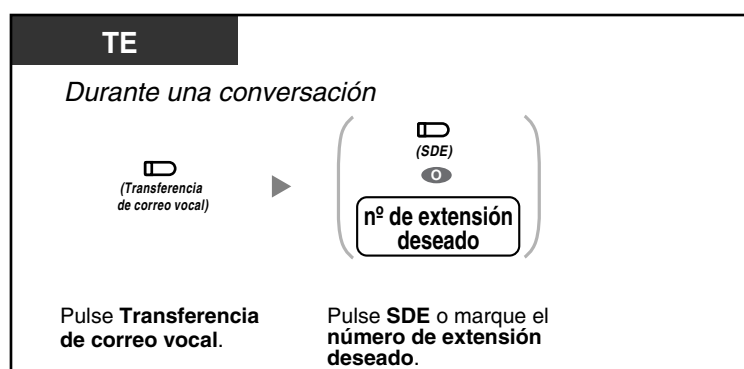 TE
Durante una conversación
(Transferencia
de correo vocal)
(SDE)
O
nº de extensión
deseado
Pulse Transferencia
de correo vocal.
Pulse SDE o marque el
número de extensión
deseado.